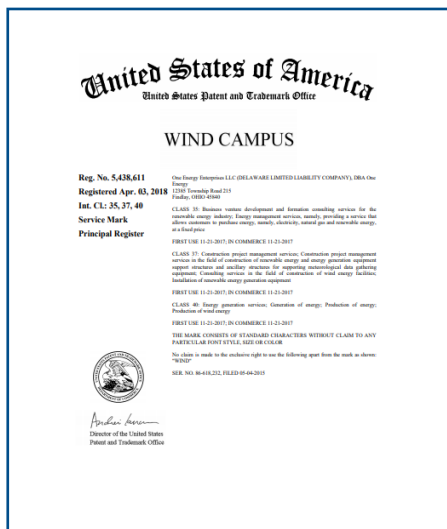 United States of America
United States Patent and Trademark Office
WIND CAMPUS
Reg. No. 5,438,611
Registered Apr. 03, 2018
Int. Cl.: 35, 37, 40
Service Mark
Principal Register
One Energy Enterprises LLC (DELAWARE LIMITED LIABILITY COMPANY), DBA One
Energy
12385 Township Road 215
Findlay, OHIO 45840
CLASS 35: Business venture development and formation consulting services for the
renewable energy industry; Energy management services, namely, providing a service that
allows customers to purchase energy, namely, electricity, natural gas and renewable energy,
at a fixed price
FIRST USE 11-21-2017; IN COMMERCE 11-21-2017
CLASS 37: Construction project management services; Construction project management
services in the field of construction of renewable energy and energy generation equipment
support structures and ancillary structures for supporting meteorological data gathering
equipment; Consulting services in the field of construction of wind energy facilities;
Installation of renewable energy generation equipment
FIRST USE 11-21-2017; IN COMMERCE 11-21-2017
CLASS 40: Energy generation services; Generation of energy; Production of energy;
Production of wind energy
FIRST USE 11-21-2017; IN COMMERCE 11-21-2017
THE MARK CONSISTS OF STANDARD CHARACTERS WITHOUT CLAIM TO ANY
PARTICULAR FONT STYLE, SIZE OR COLOR
No claim is made to the exclusive right to use the following apart from the mark as shown:
"WIND"
SER. NO. 86-618,232, FILED 05-04-2015
Director of the United States
Patent and Trademark Office